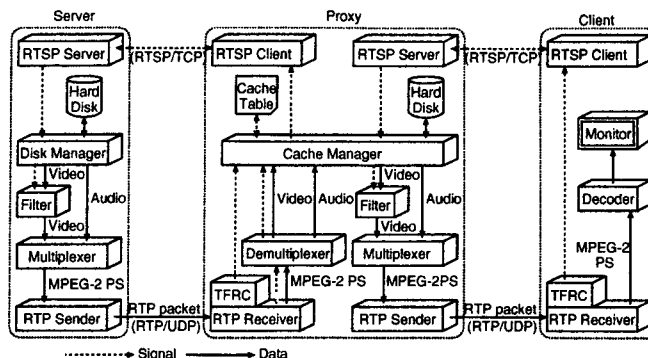 Server
Proxy
Client
RTSP Server
(RTSP/TCP)
RTSP Client
RTSP Server
(RTSP/TCP)
RTSP Client
Hard
Disk
Cache
Table
Hard
Disk
Monitor
Disk Manager
Cache Manager
Video
Audio
Filter
Video
Video
Audio
Video
Audio
Filter
Video
Decoder
Multiplexer
Demultiplexer
Multiplexer
MPEG-2
PS
MPEG-2 PS
MPEG-2 PS
MPEG-2PS
TFRC
TFRC
RTP Sender
RTP packet
(RTP/UDP)
RTP Receiver
RTP Sender
RTP packet
(RTP/UDP)
RTP Receiver
Signal
Data